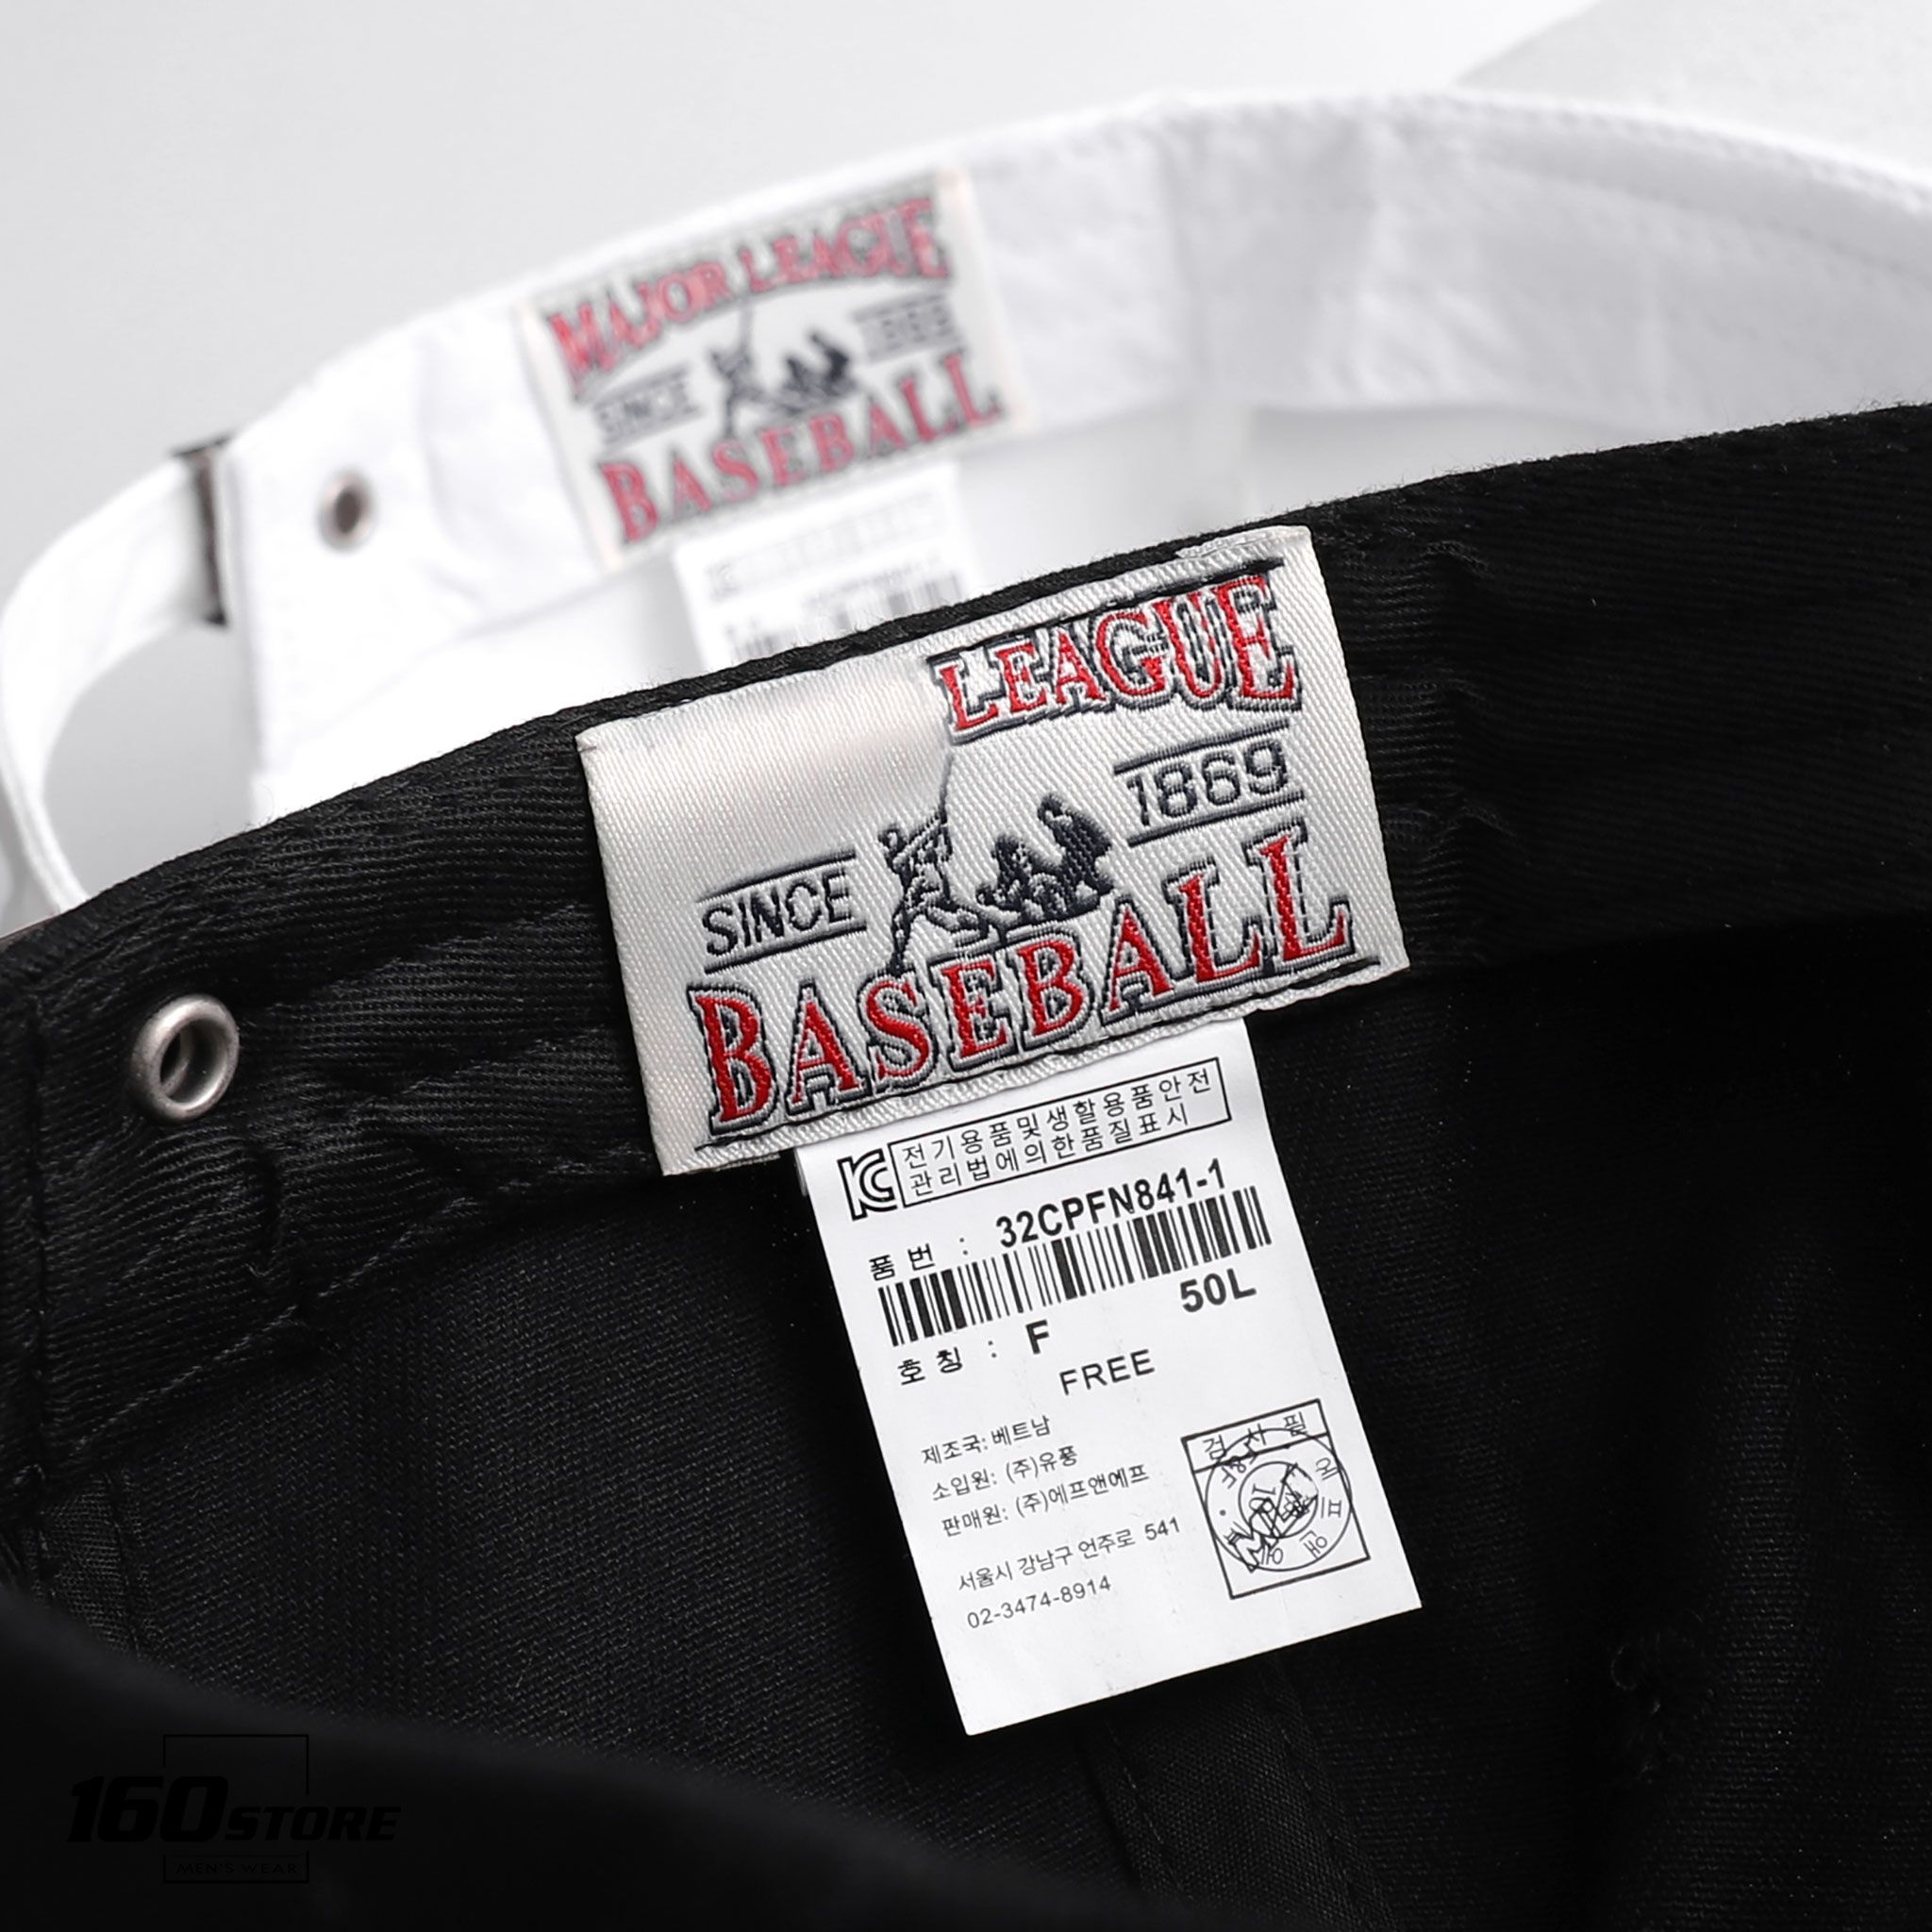 MAJOR LEAGUE
SINCE 1869
BASEBALL
LEAGUE
SINCE 1869
BASEBALL
전기용품및생활용품안전
관리법에의한품질표시
품번 : 32CPFN841-1
50L
호칭 : F
FREE
제조국: 베트남
소입원: (주)유풍
판매원: (주)에프앤에프
서울시 강남구 언주로 541
02-3474-8914
검사필
160STORE
MEN'S WEAR